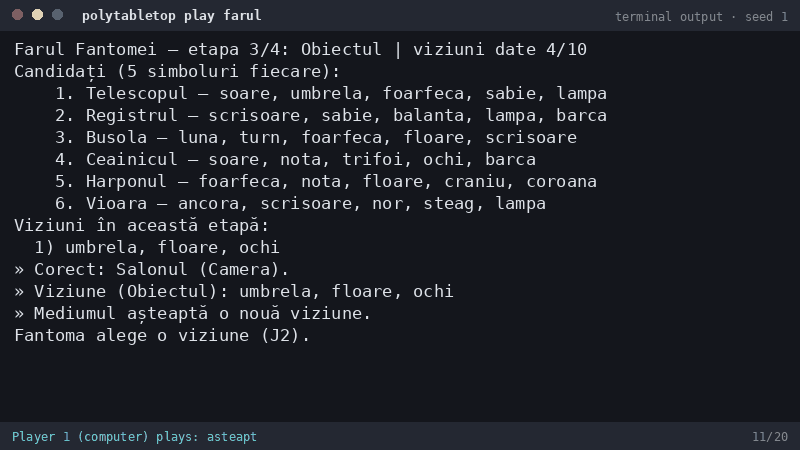 polytabletop play farul
terminal output · seed 1
Farul Fantomei — etapa 3/4: Obiectul | viziuni date 4/10
Candidați (5 simboluri fiecare):
1. Telescopul — soare, umbrela, foarfeca, sabie, lampa
2. Registrul — scrisoare, sabie, balanta, lampa, barca
3. Busola — luna, turn, foarfeca, floare, scrisoare
4. Ceainicul — soare, nota, trifoi, ochi, barca
5. Harponul — foarfeca, nota, floare, craniu, coroana
6. Vioara — ancora, scrisoare, nor, steag, lampa
Viziuni în această etapă:
1) umbrela, floare, ochi
» Corect: Salonul (Camera).
» Viziune (Obiectul): umbrela, floare, ochi
» Mediumul așteaptă o nouă viziune.
Fantoma alege o viziune (J2).
Player 1 (computer) plays: asteapt
11/20